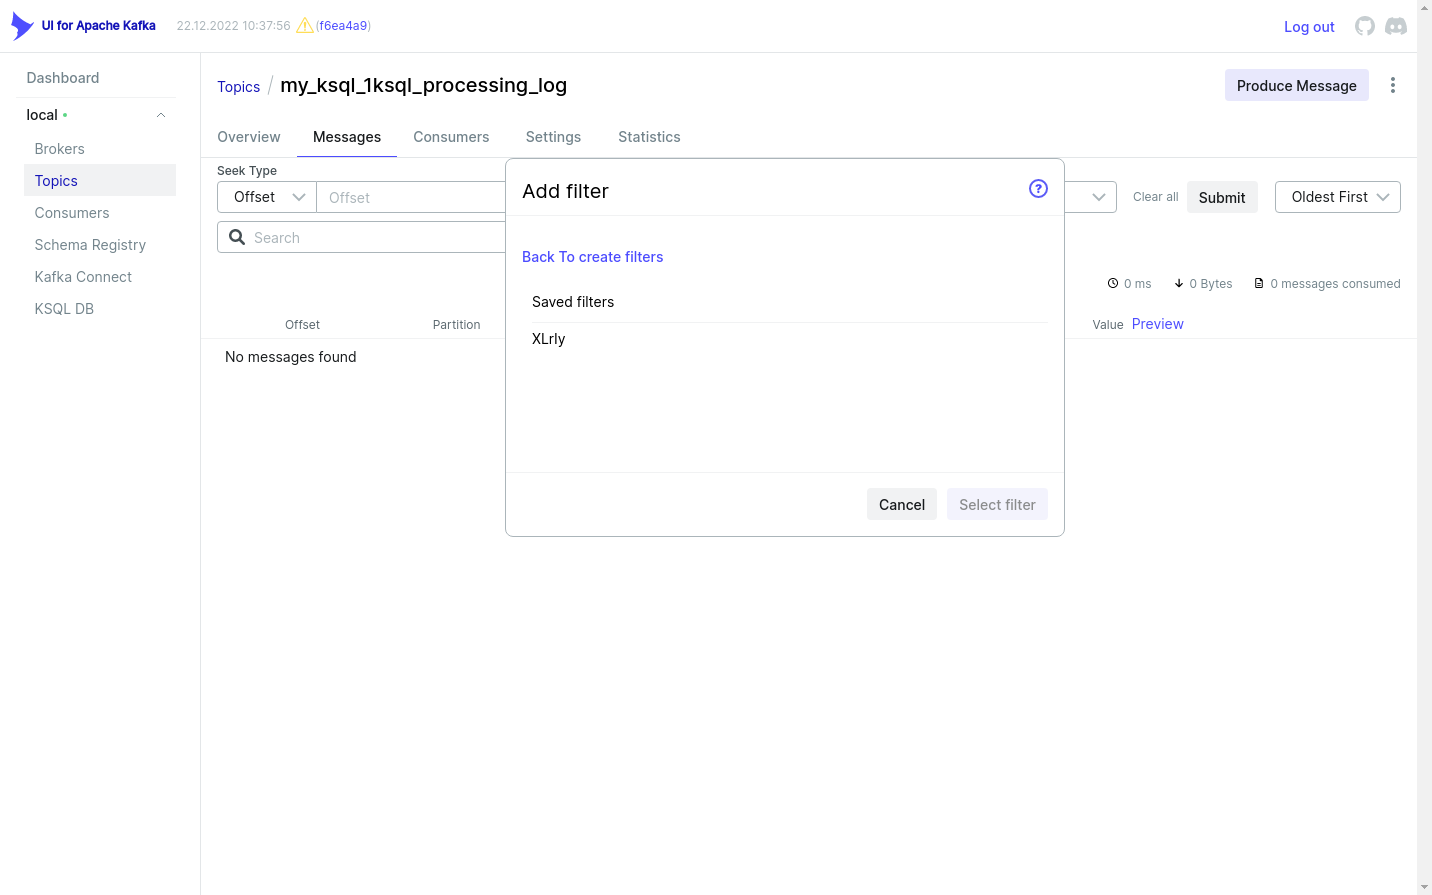 UI for Apache Kafka 22.12.2022 10:37:56 (f6ea4a9) Log out
Dashboard
local
Brokers
Topics
Consumers
Schema Registry
Kafka Connect
KSQL DB
Topics / my_ksql_1ksql_processing_log Produce Message
Overview Messages Consumers Settings Statistics
Seek Type
Offset Offset Clear all Submit Oldest First
Search
0 ms 0 Bytes 0 messages consumed
Offset Partition Value Preview
No messages found
Add filter ?
Back To create filters
Saved filters
XLrly
Cancel Select filter